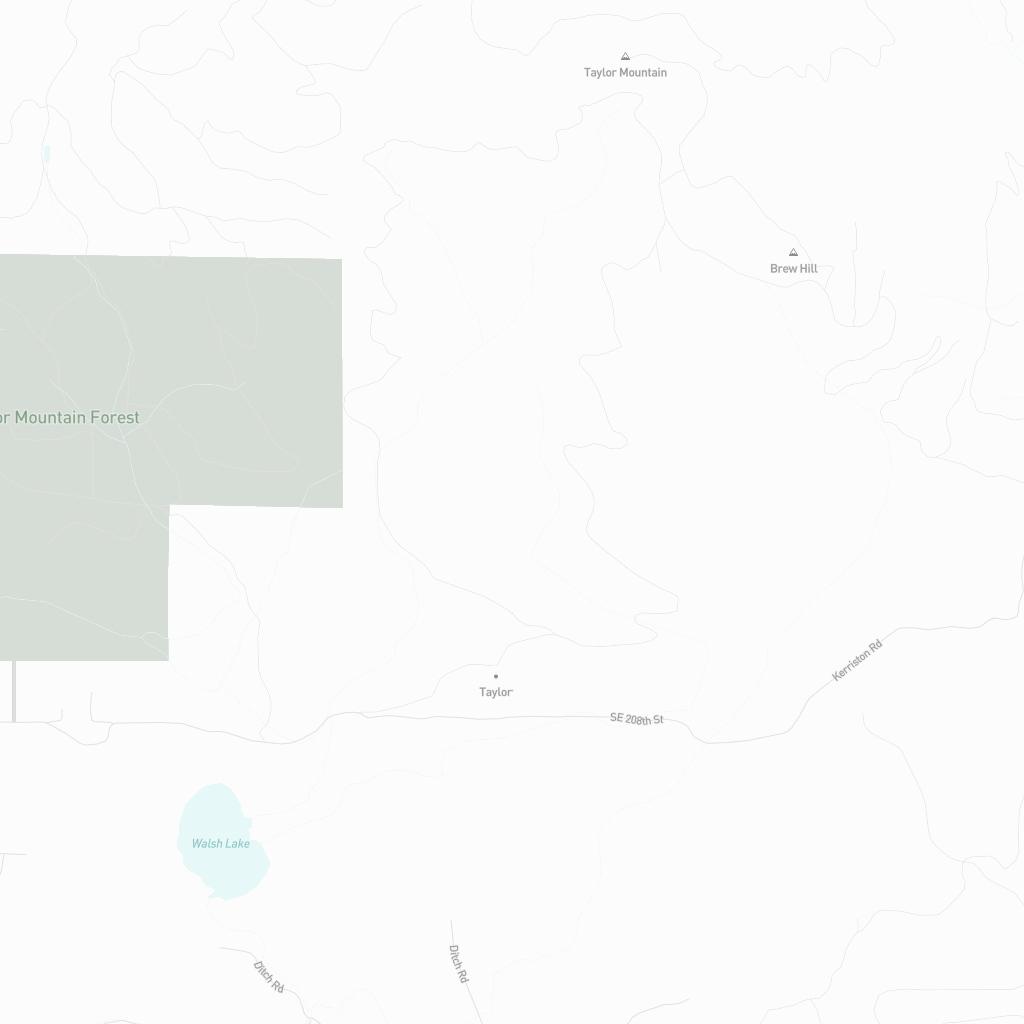 Taylor Mountain
Brew Hill
or Mountain Forest
Kerriston Rd
Taylor
SE 208th St
Walsh Lake
Ditch Rd
Ditch Rd